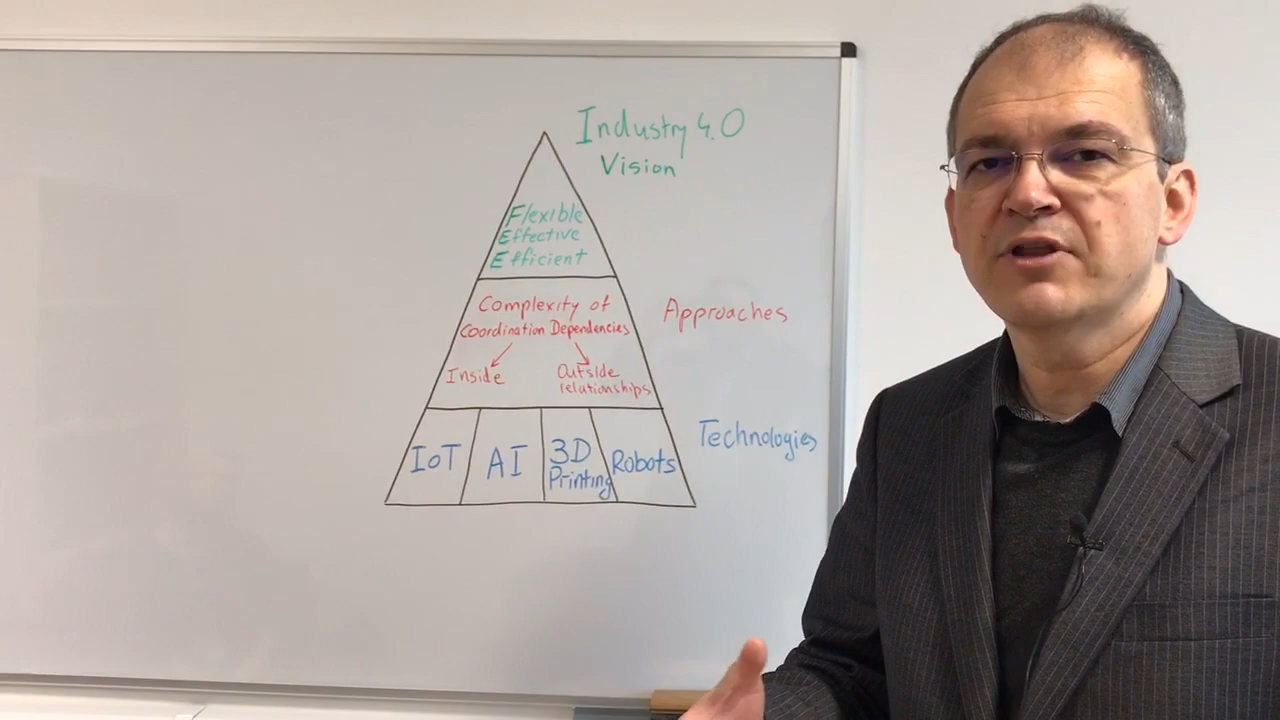 Industry 4.0
Vision
Flexible
Effective
Efficient
Complexity of
Coordination Dependencies
Inside
Outside
relationships
Approaches
IoT
AI
3D
Printing
Robots
Technologies